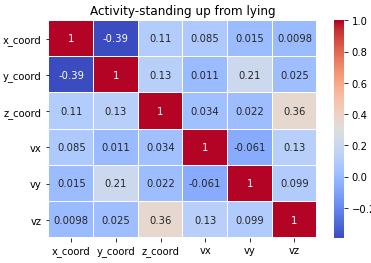 Activity-standing up from lying
x_coord 1 -0.39 0.11 0.085 0.015 0.0098
y_coord -0.39 1 0.13 0.011 0.21 0.025
z_coord 0.11 0.13 1 0.034 0.022 0.36
vx 0.085 0.011 0.034 1 -0.061 0.13
vy 0.015 0.21 0.022 -0.061 1 0.099
vz 0.0098 0.025 0.36 0.13 0.099 1
x_coord y_coord z_coord vx vy vz
1.0
0.8
0.6
0.4
0.2
0.0